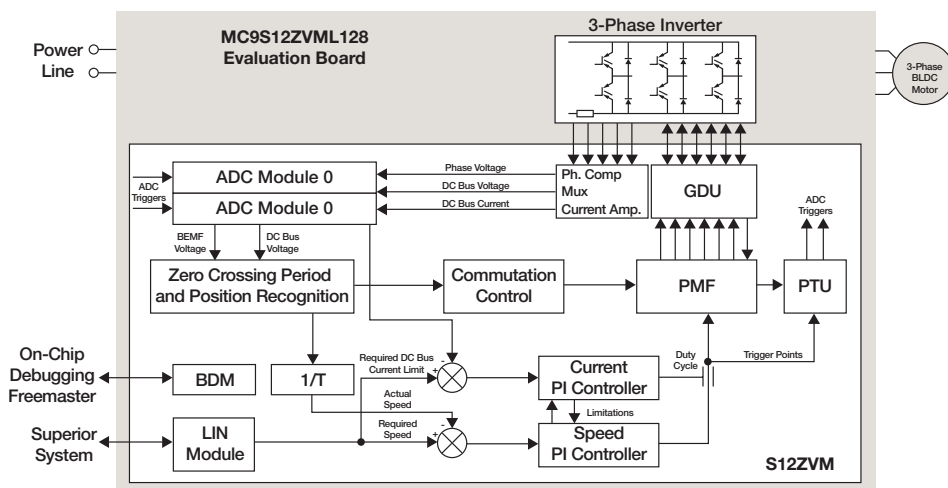 MC9S12ZVML128
Evaluation Board
3-Phase Inverter
Power
Line
3-Phase
BLDC
Motor
ADC Module 0
ADC Module 0
ADC
Triggers
Phase Voltage
DC Bus Voltage
DC Bus Current
Ph. Comp
Mux
Current Amp.
GDU
ADC
Triggers
BEMF
Voltage
DC Bus
Voltage
Zero Crossing Period
and Position Recognition
Commutation
Control
PMF
PTU
On-Chip
Debugging
Freemaster
BDM
1/T
Required DC Bus
Current Limit
-
+
Current
PI Controller
Duty
Cycle
Trigger Points
Actual
Speed
Limitations
Superior
System
LIN
Module
Required
Speed
-
+
Speed
PI Controller
S12ZVM